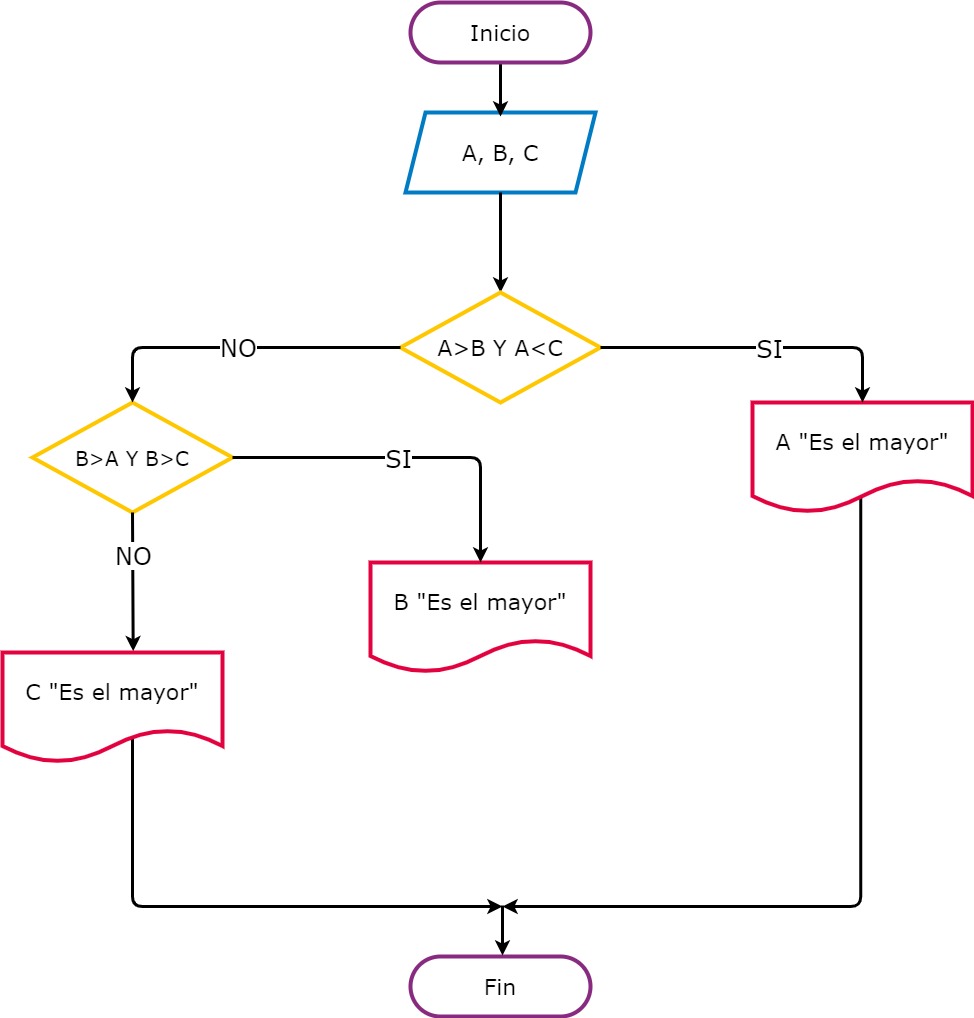 Inicio
A, B, C
A>B Y A<C
NO
SI
A "Es el mayor"
B>A Y B>C
SI
NO
B "Es el mayor"
C "Es el mayor"
Fin